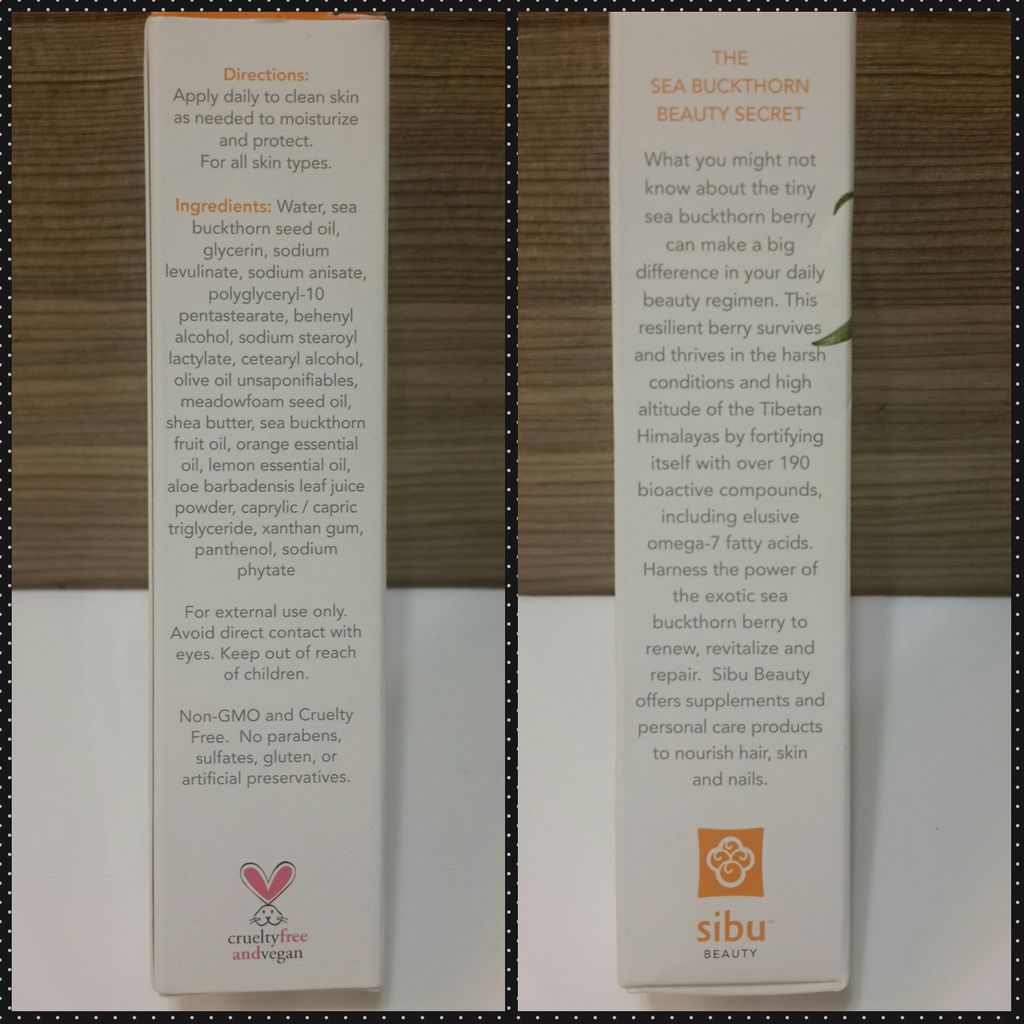 Directions:
Apply daily to clean skin
as needed to moisturize
and protect.
For all skin types.
Ingredients: Water, sea
buckthorn seed oil,
glycerin, sodium
levulinate, sodium anisate,
polyglyceryl-10
pentastearate, behenyl
alcohol, sodium stearoyl
lactylate, cetearyl alcohol,
olive oil unsaponifiables,
meadowfoam seed oil,
shea butter, sea buckthorn
fruit oil, orange essential
oil, lemon essential oil,
aloe barbadensis leaf juice
powder, caprylic / capric
triglyceride, xanthan gum,
panthenol, sodium
phytate
For external use only.
Avoid direct contact with
eyes. Keep out of reach
of children.
Non-GMO and Cruelty
Free. No parabens,
sulfates, gluten, or
artificial preservatives.
crueltyfree
andvegan
THE
SEA BUCKTHORN
BEAUTY SECRET
What you might not
know about the tiny
sea buckthorn berry
can make a big
difference in your daily
beauty regimen. This
resilient berry survives
and thrives in the harsh
conditions and high
altitude of the Tibetan
Himalayas by fortifying
itself with over 190
bioactive compounds,
including elusive
omega-7 fatty acids.
Harness the power of
the exotic sea
buckthorn berry to
renew, revitalize and
repair. Sibu Beauty
offers supplements and
personal care products
to nourish hair, skin
and nails.
sibu™
BEAUTY